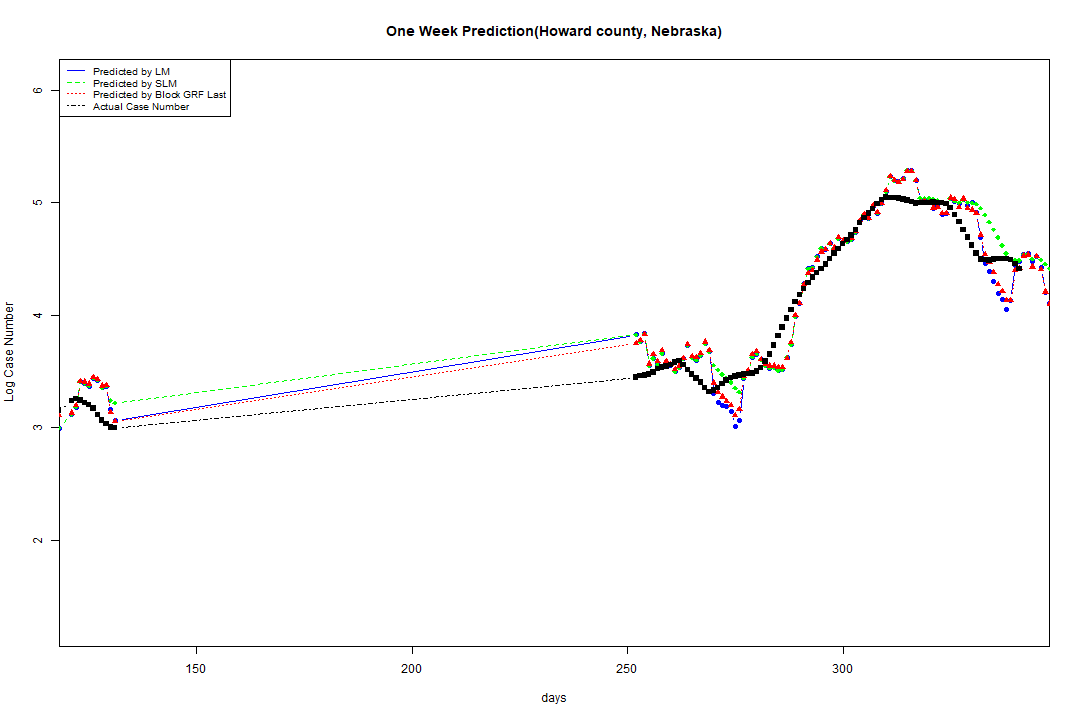 One Week Prediction(Howard county, Nebraska)
Predicted by LM
Predicted by SLM
Predicted by Block GRF Last
Actual Case Number
6
5
4
3
2
Log Case Number
150
200
250
300
days